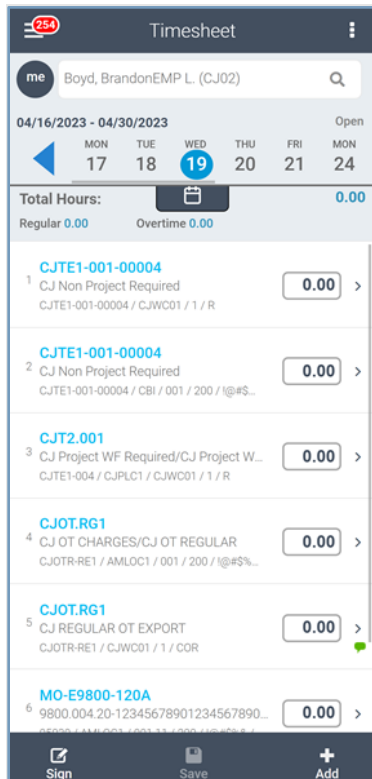 254
Timesheet
me
Boyd, BrandonEMP L. (CJ02)
04/16/2023 - 04/30/2023 Open
MON TUE WED THU FRI MON
17 18 19 20 21 24
Total Hours: 0.00
Regular 0.00 Overtime 0.00
CJTE1-001-00004
1 CJ Non Project Required 0.00
CJTE1-001-00004 / CJWC01 / 1 / R
CJTE1-001-00004
2 CJ Non Project Required 0.00
CJTE1-001-00004 / CBI / 001 / 200 / !@#$...
CJT2.001
3 CJ Project WF Required/CJ Project W... 0.00
CJTE1-004 / CJPLC1 / CJWC01 / 1 / R
CJOT.RG1
4 CJ OT CHARGES/CJ OT REGULAR 0.00
CJOTR-RE1 / AMLOC1 / 001 / 200 / !@#$%...
CJOT.RG1
5 CJ REGULAR OT EXPORT 0.00
CJOTR-RE1 / CJWC01 / 1 / COR
MO-E9800-120A
6 9800.004.20-12345678901234567890... 0.00
Sign Save Add